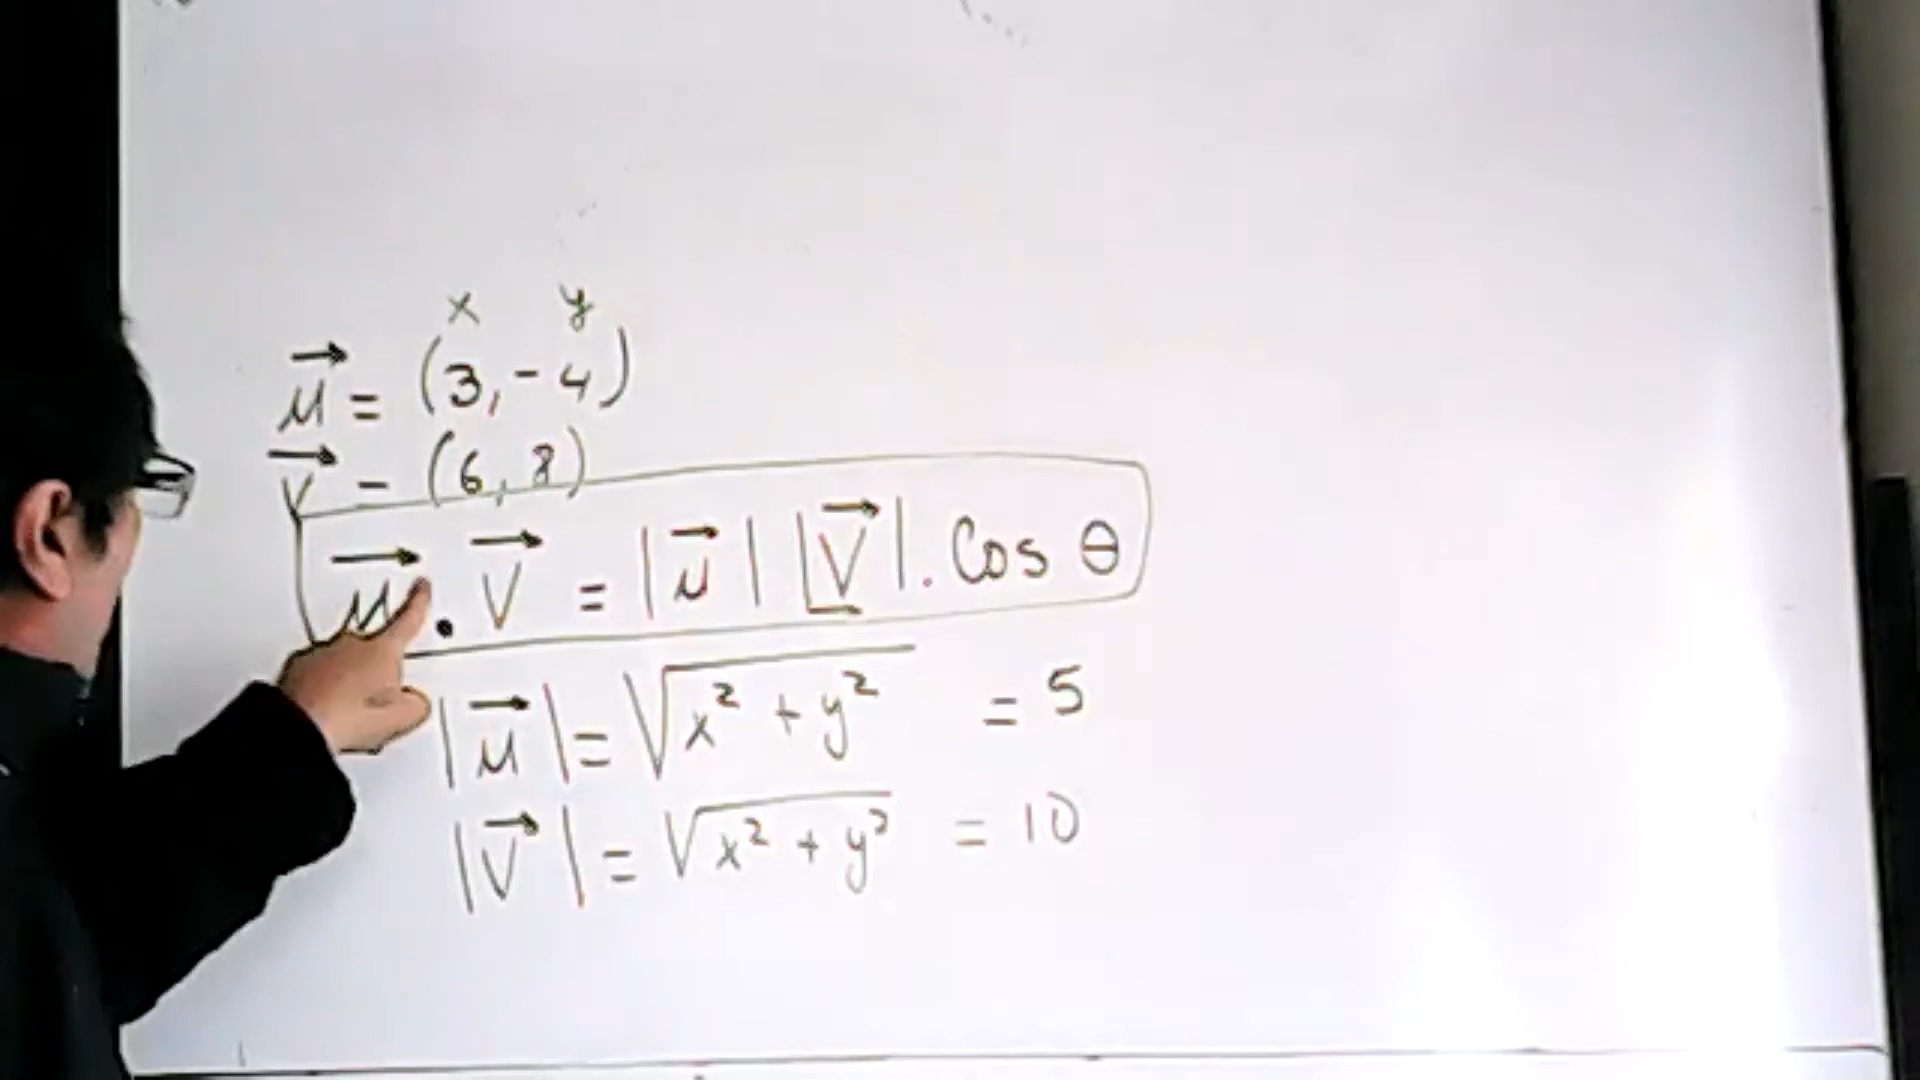 x y
μ⃗ = (3, - 4)
V⃗ = (6, 8)
μ⃗ . V⃗ = |μ⃗| |V⃗| . Cos θ
|μ⃗| = √x² + y² = 5
|V⃗| = √x² + y² = 10